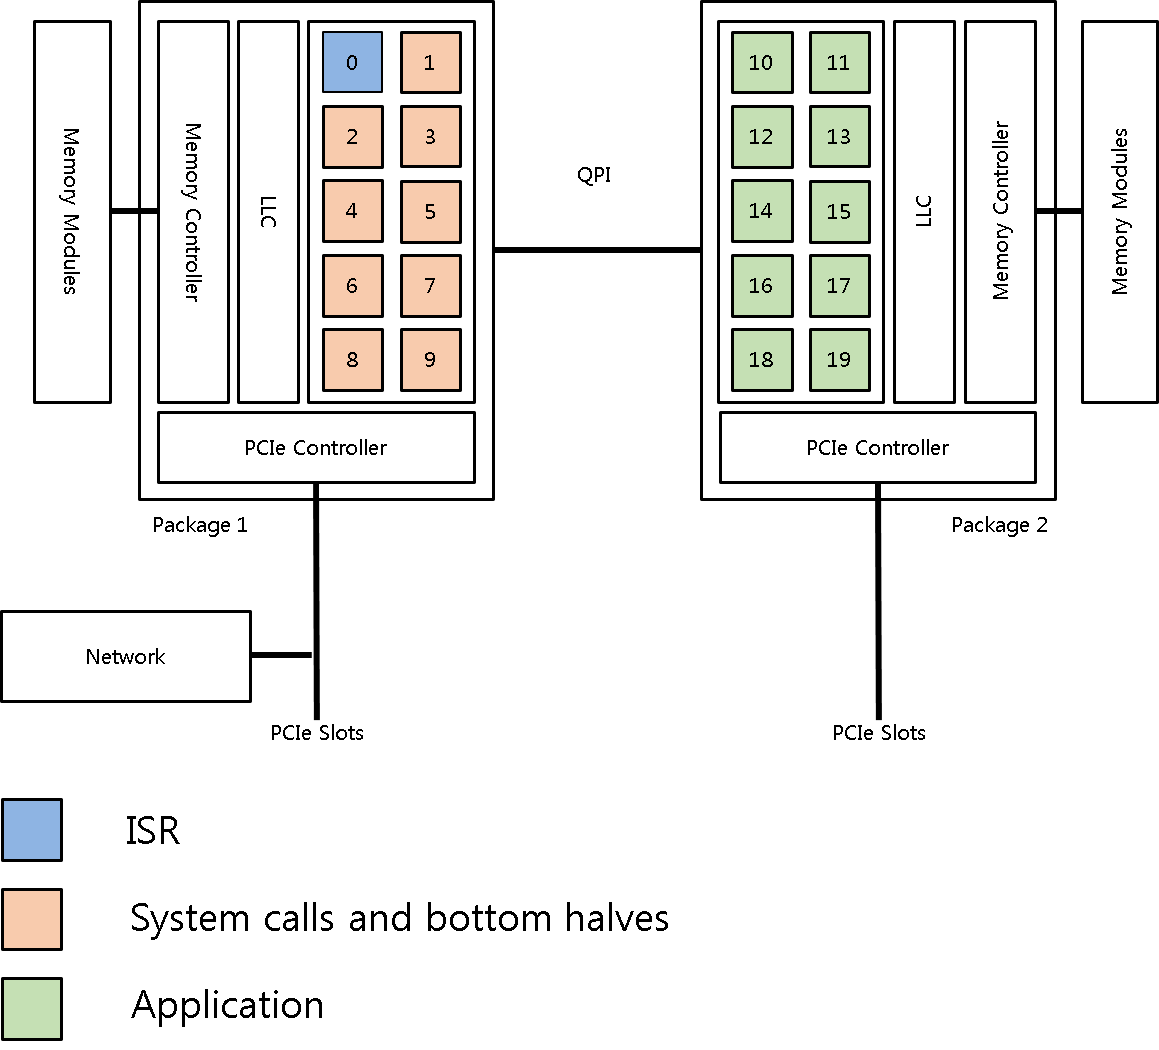 Memory Modules
Memory Controller
LLC
0 1
2 3
4 5
6 7
8 9
QPI
10 11
12 13
14 15
16 17
18 19
LLC
Memory Controller
Memory Modules
PCIe Controller
PCIe Controller
Package 1
Package 2
Network
PCIe Slots
PCIe Slots
ISR
System calls and bottom halves
Application